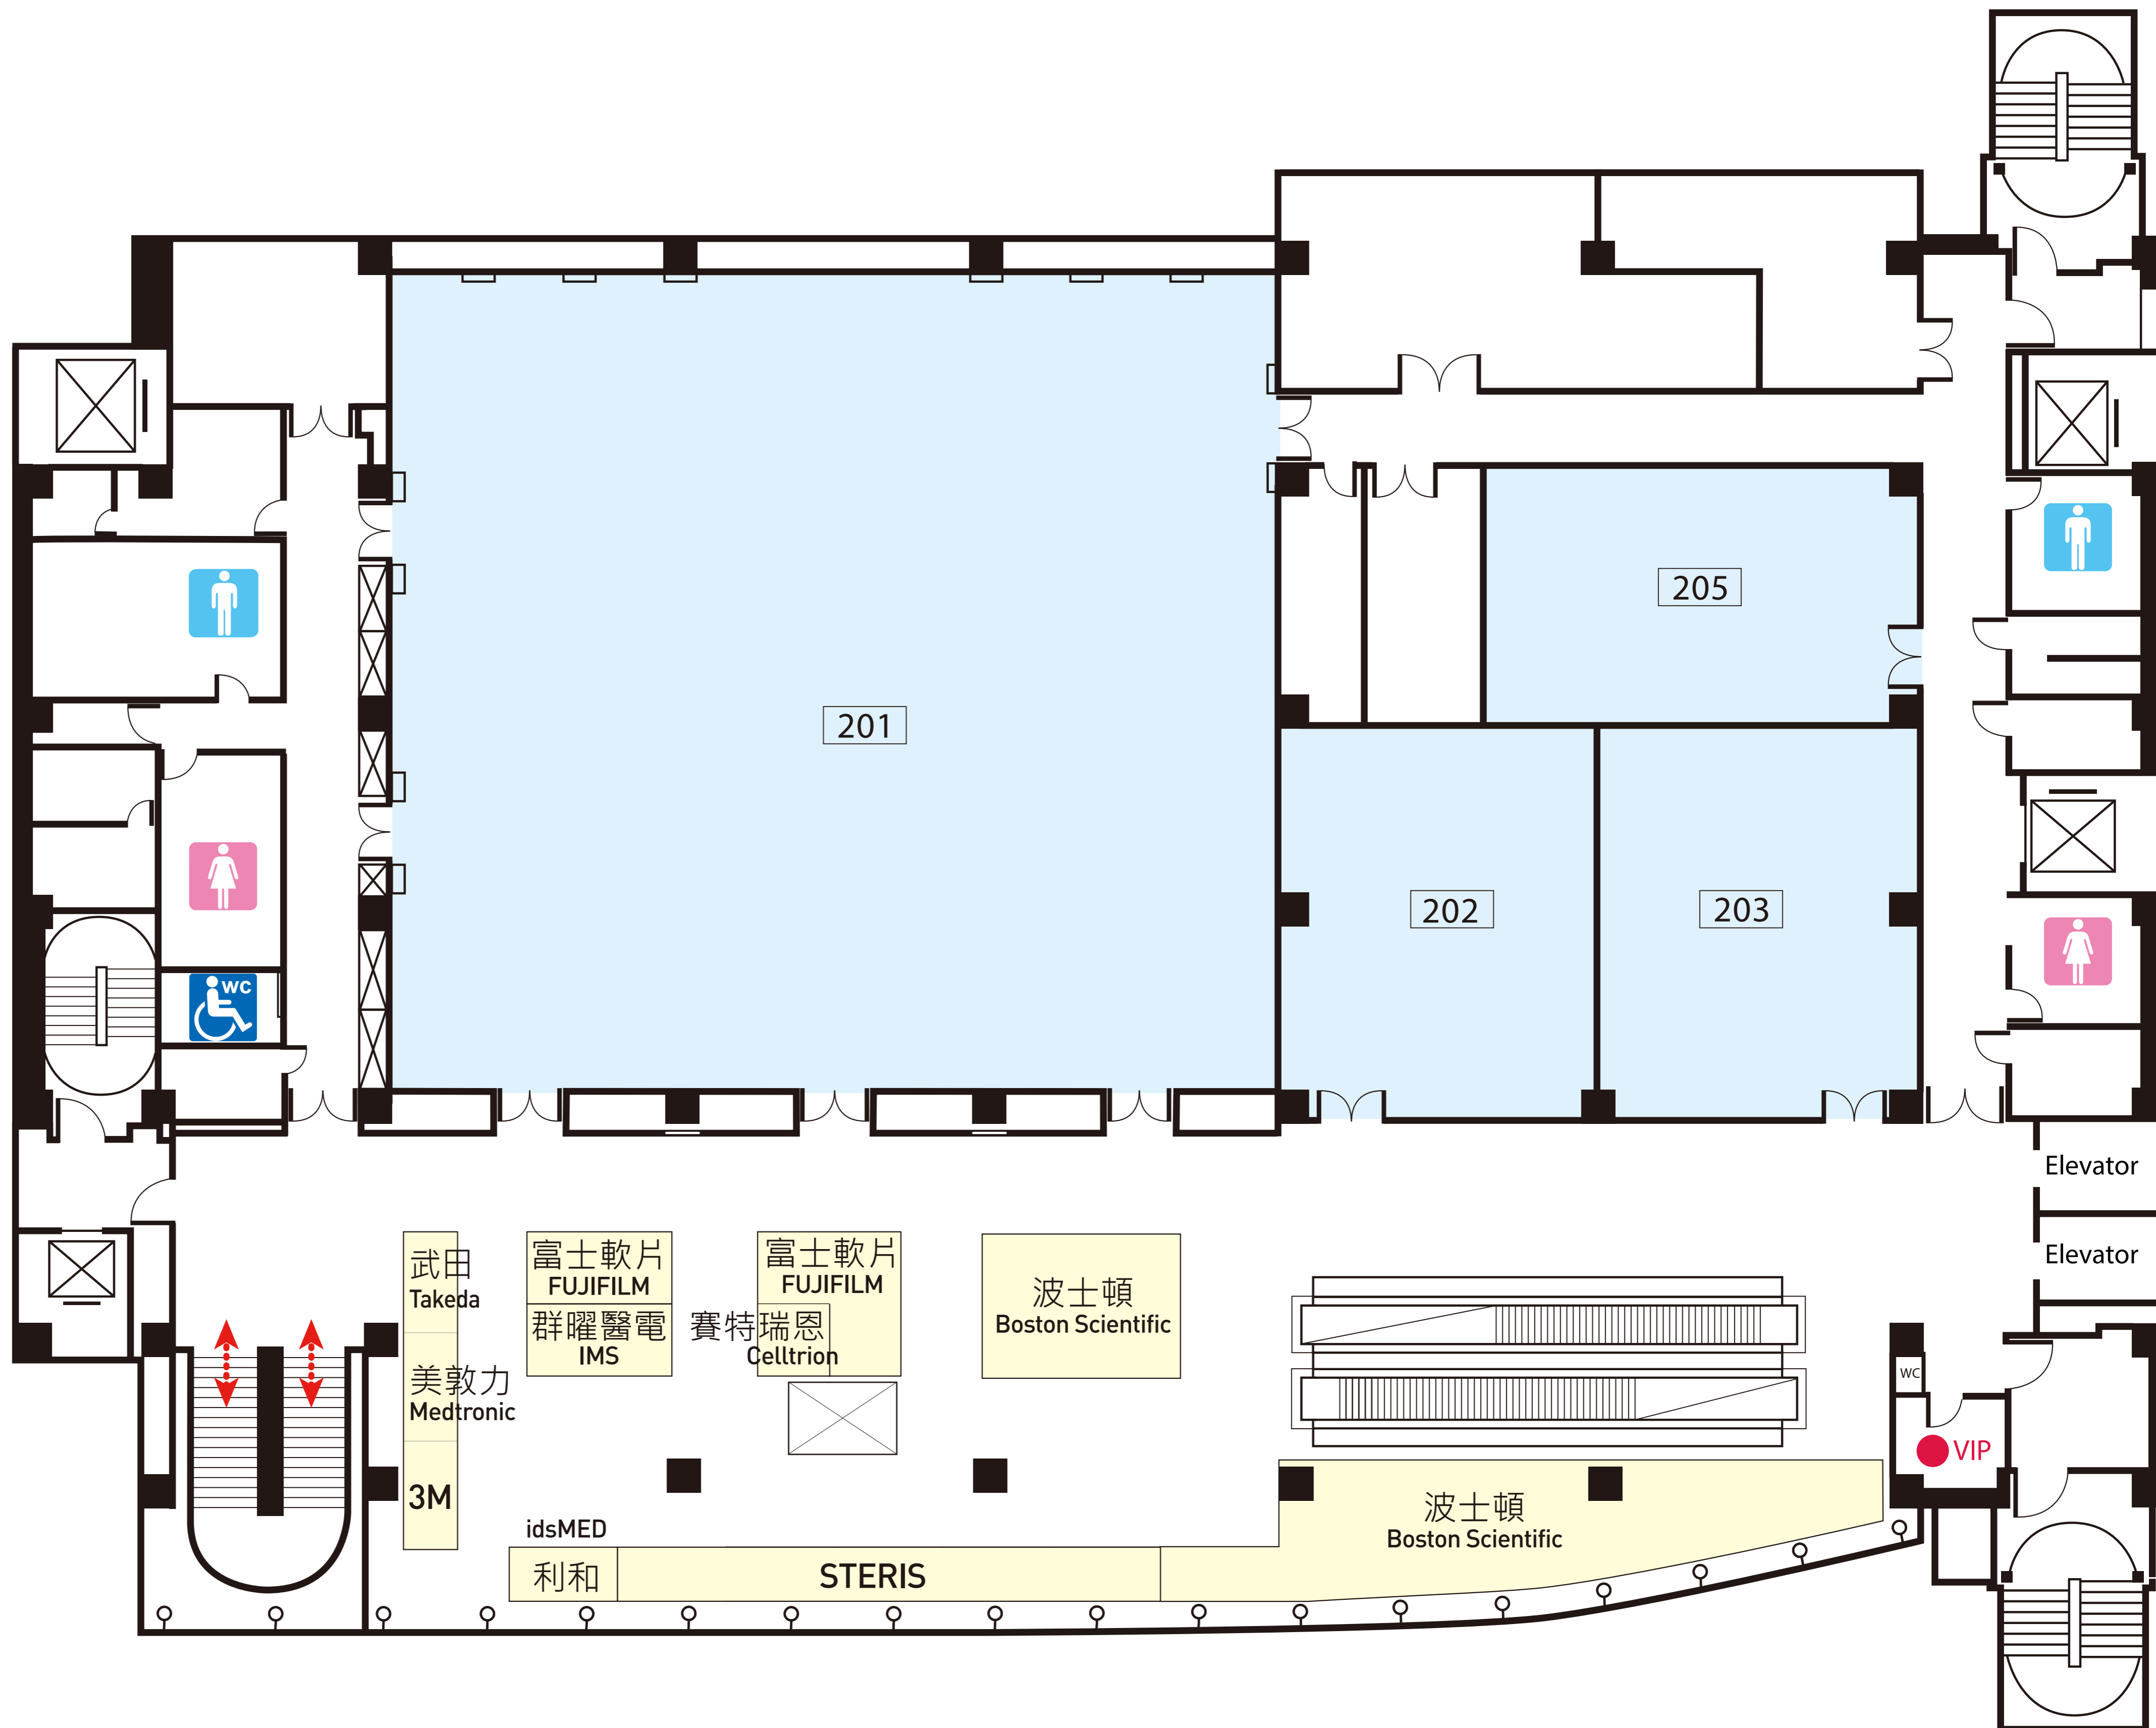 205
201
202
203
WC
Elevator
Elevator
武田
Takeda
富士軟片
FUJIFILM
富士軟片
FUJIFILM
波士頓
Boston Scientific
群曜醫電
IMS
賽特瑞恩
Celltrion
美敦力
Medtronic
WC
VIP
3M
idsMED
利和
STERIS
波士頓
Boston Scientific